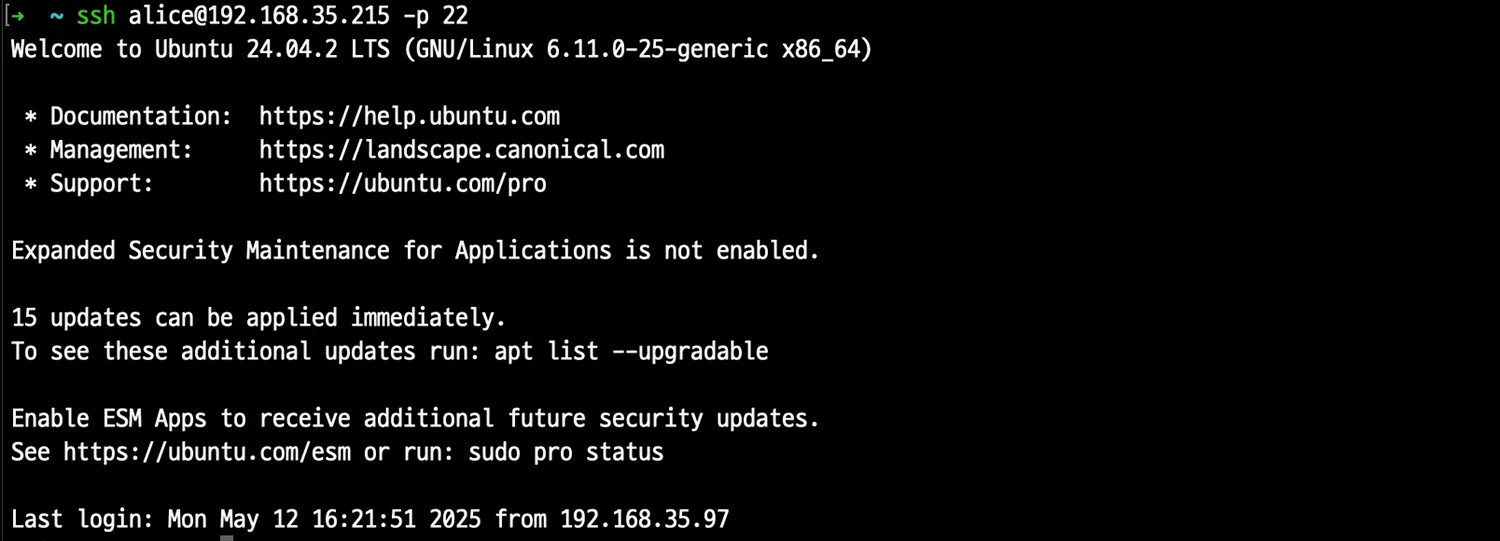 [➜  ~ ssh alice@192.168.35.215 -p 22
Welcome to Ubuntu 24.04.2 LTS (GNU/Linux 6.11.0-25-generic x86_64)
* Documentation:  https://help.ubuntu.com
* Management:     https://landscape.canonical.com
* Support:        https://ubuntu.com/pro
Expanded Security Maintenance for Applications is not enabled.
15 updates can be applied immediately.
To see these additional updates run: apt list --upgradable
Enable ESM Apps to receive additional future security updates.
See https://ubuntu.com/esm or run: sudo pro status
Last login: Mon May 12 16:21:51 2025 from 192.168.35.97